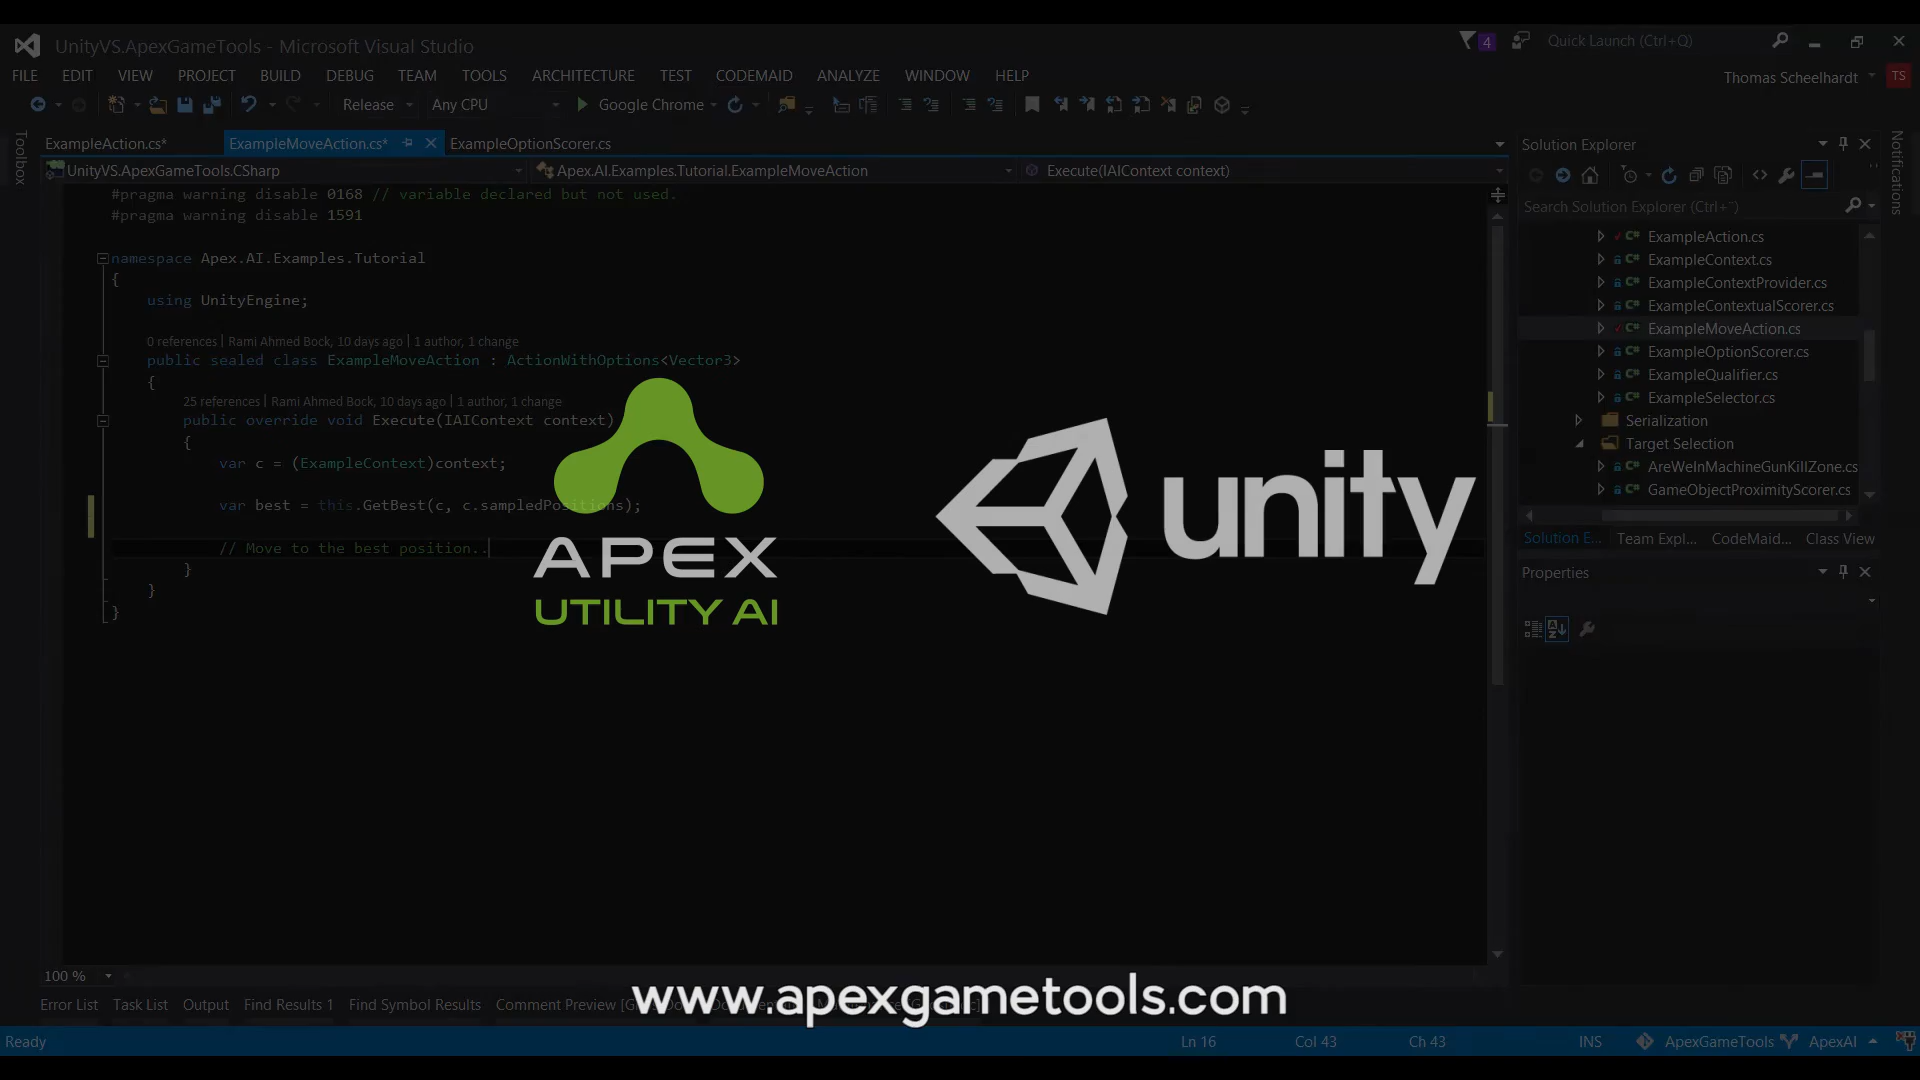 UnityVS.ApexGameTools - Microsoft Visual Studio
4
Quick Launch (Ctrl+Q)
FILE EDIT VIEW PROJECT BUILD DEBUG TEAM TOOLS ARCHITECTURE TEST CODEMAID ANALYZE WINDOW HELP
Thomas Scheelhardt TS
Release Any CPU Google Chrome
Toolbox
ExampleAction.cs* ExampleMoveAction.cs* ExampleOptionScorer.cs
UnityVS.ApexGameTools.CSharp Apex.AI.Examples.Tutorial.ExampleMoveAction Execute(IAIContext context)
#pragma warning disable 0168 // variable declared but not used.
#pragma warning disable 1591
namespace Apex.AI.Examples.Tutorial
{
using UnityEngine;
0 references | Rami Ahmed Bock, 10 days ago | 1 author, 1 change
public sealed class ExampleMoveAction : ActionWithOptions<Vector3>
{
25 references | Rami Ahmed Bock, 10 days ago | 1 author, 1 change
public override void Execute(IAIContext context)
{
var c = (ExampleContext)context;
var best = this.GetBest(c, c.sampledPositions);
// Move to the best position..
}
}
}
APEX
UTILITY AI
unity
www.apexgametools.com
Solution Explorer
Notifications
Search Solution Explorer (Ctrl+¨)
ExampleAction.cs
ExampleContext.cs
ExampleContextProvider.cs
ExampleContextualScorer.cs
ExampleMoveAction.cs
ExampleOptionScorer.cs
ExampleQualifier.cs
ExampleSelector.cs
Serialization
Target Selection
AreWeInMachineGunKillZone.cs
GameObjectProximityScorer.cs
Solution E... Team Expl... CodeMaid... Class View
Properties
100 %
Error List Task List Output Find Results 1 Find Symbol Results Comment Preview
Ready Ln 16 Col 43 Ch 43 INS ApexGameTools ApexAI